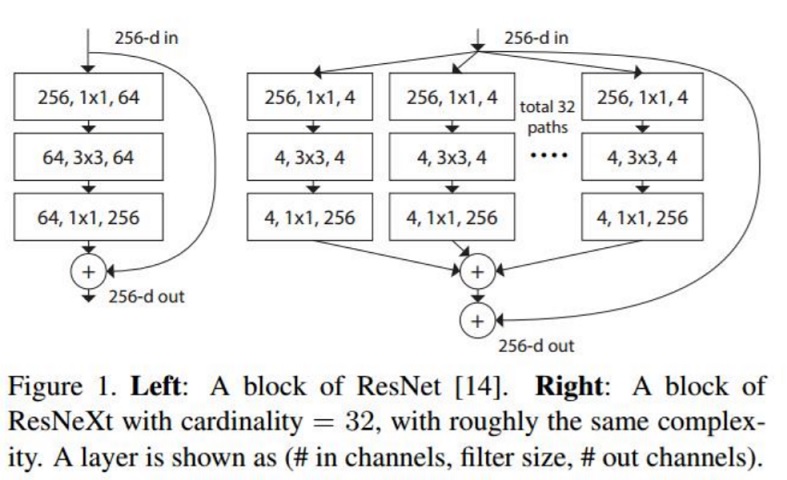 256-d in
256, 1x1, 64
64, 3x3, 64
64, 1x1, 256
+
256-d out
256-d in
256, 1x1, 4
256, 1x1, 4
total 32
paths
256, 1x1, 4
4, 3x3, 4
4, 3x3, 4
....
4, 3x3, 4
4, 1x1, 256
4, 1x1, 256
4, 1x1, 256
+
+
256-d out
Figure 1. Left: A block of ResNet [14]. Right: A block of
ResNeXt with cardinality = 32, with roughly the same complex-
ity. A layer is shown as (# in channels, filter size, # out channels).